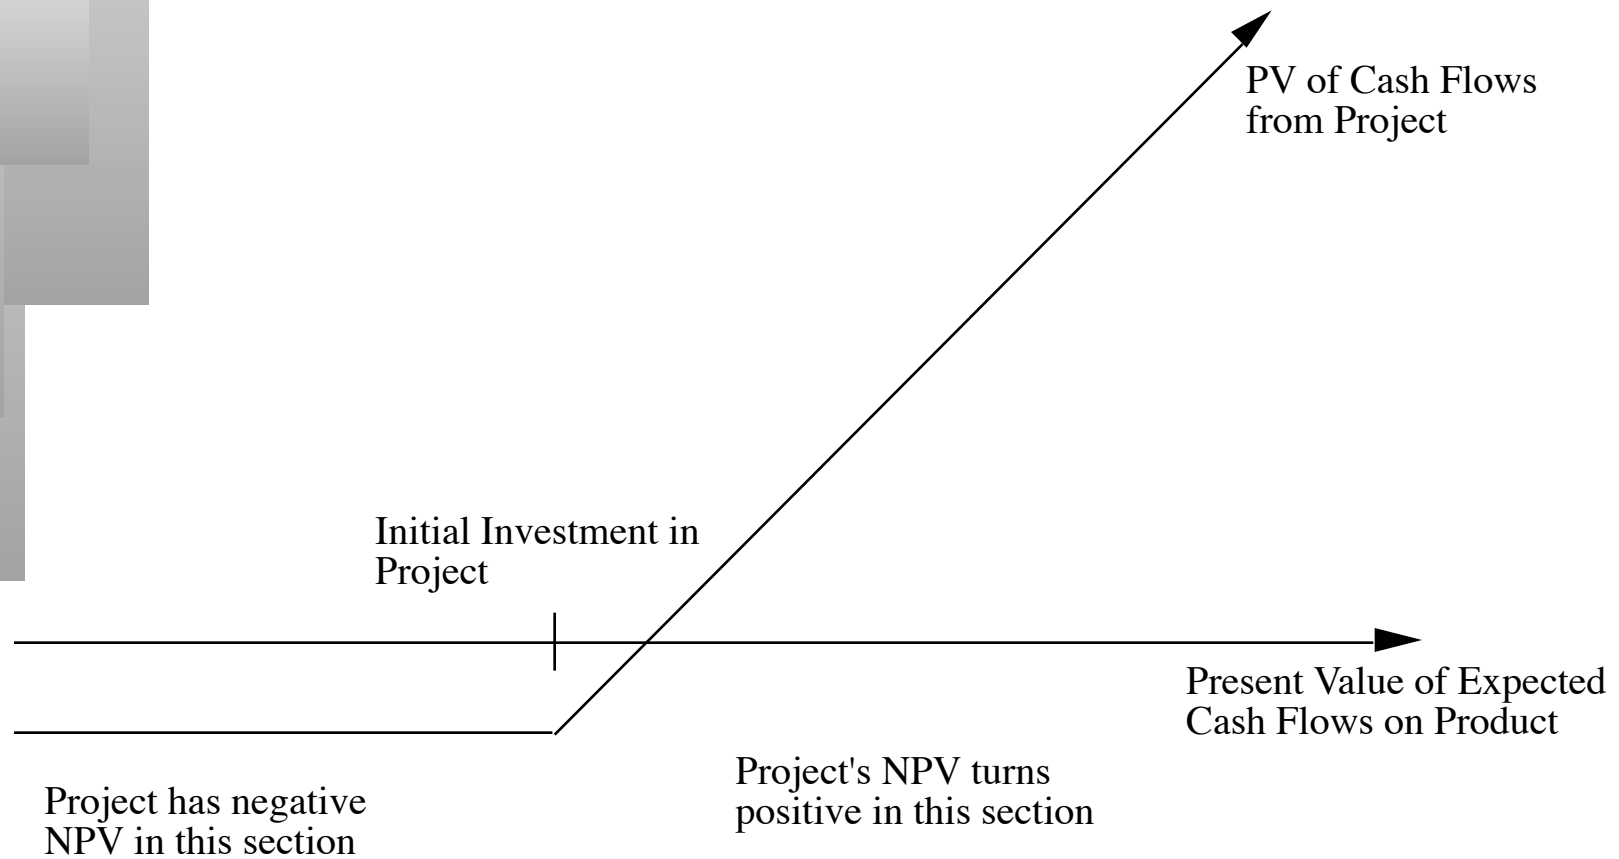 PV of Cash Flows
from Project
Initial Investment in
Project
Present Value of Expected
Cash Flows on Product
Project's NPV turns
positive in this section
Project has negative
NPV in this section